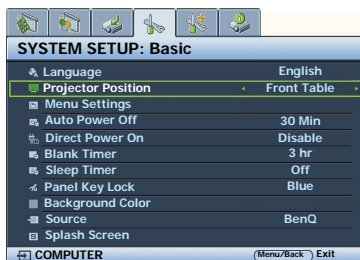 SYSTEM SETUP: Basic
Language English
Projector Position Front Table
Menu Settings
Auto Power Off 30 Min
Direct Power On Disable
Blank Timer 3 hr
Sleep Timer Off
Panel Key Lock Blue
Background Color
Source BenQ
Splash Screen
COMPUTER Menu/Back Exit